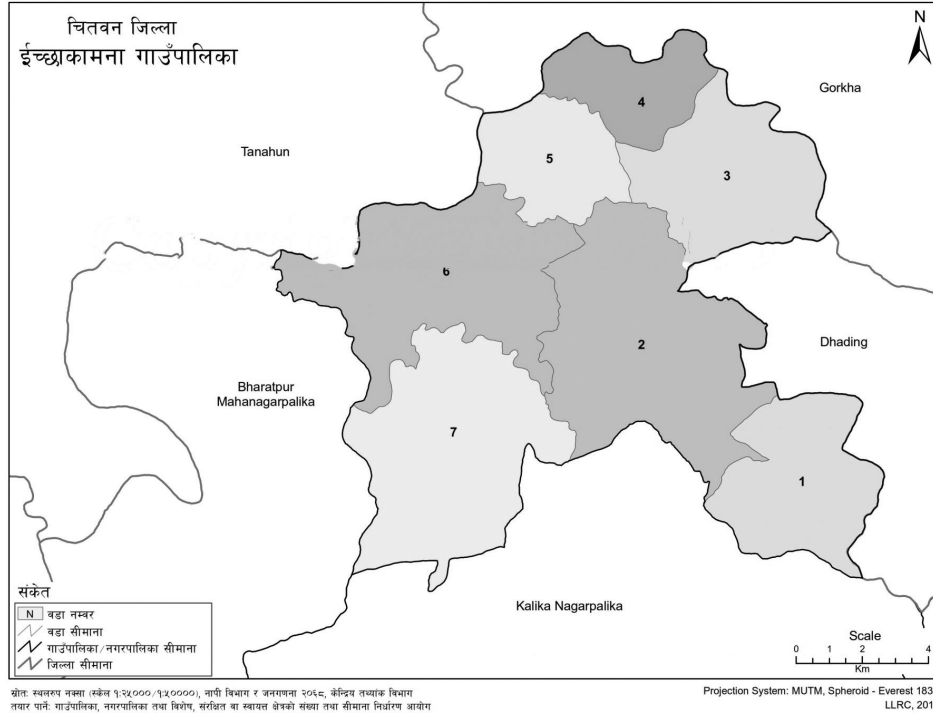 चितवन जिल्ला
ईच्छाकामना गाउँपालिका
N
Gorkha
4
Tanahun
5
3
6
2
Dhading
Bharatpur
Mahanagarpalika
7
1
Kalika Nagarpalika
संकेत
N वडा नम्वर
वडा सीमाना
गाउँपालिका/नगरपालिका सीमाना
जिल्ला सीमाना
Scale
0 1 2 4
Km
स्रोतः स्थलरुप नक्सा (स्केल १:२५०००/१:५००००), नापी विभाग र जनगणना २०६८, केन्द्रिय तथ्यांक विभाग
तयार पार्नेः गाउँपालिका, नगरपालिका तथा विशेष, संरक्षित वा स्वायत्त क्षेत्रको संख्या तथा सीमाना निर्धारण आयोग
Projection System: MUTM, Spheroid - Everest 183
LLRC, 201